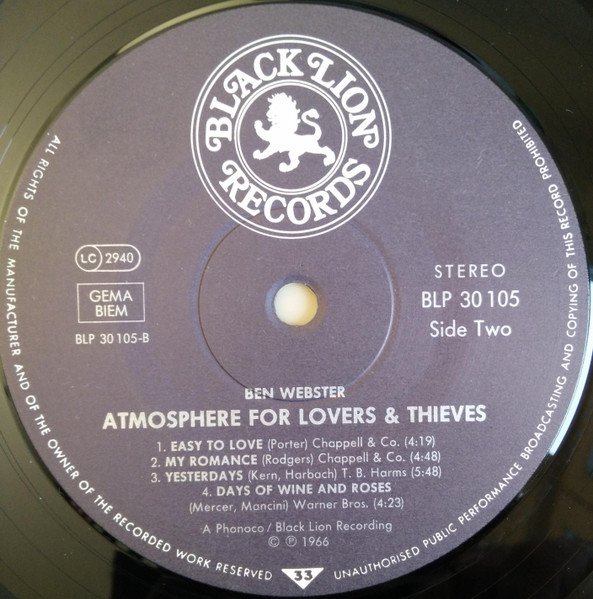 BLACK LION
RECORDS
LC 2940
GEMA
BIEM
BLP 30 105-B
STEREO
BLP 30 105
Side Two
BEN WEBSTER
ATMOSPHERE FOR LOVERS & THIEVES
1. EASY TO LOVE (Porter) Chappell & Co. (4:19)
2. MY ROMANCE (Rodgers) Chappell & Co. (4:48)
3. YESTERDAYS (Kern, Harbach) T. B. Harms (5:48)
4. DAYS OF WINE AND ROSES
(Mercer, Mancini) Warner Bros. (4:23)
A Phonaco / Black Lion Recording
© ℗ 1966
ALL RIGHTS OF THE MANUFACTURER AND OF THE OWNER OF THE RECORDED WORK RESERVED
33
UNAUTHORISED PUBLIC PERFORMANCE BROADCASTING AND COPYING OF THIS RECORD PROHIBITED